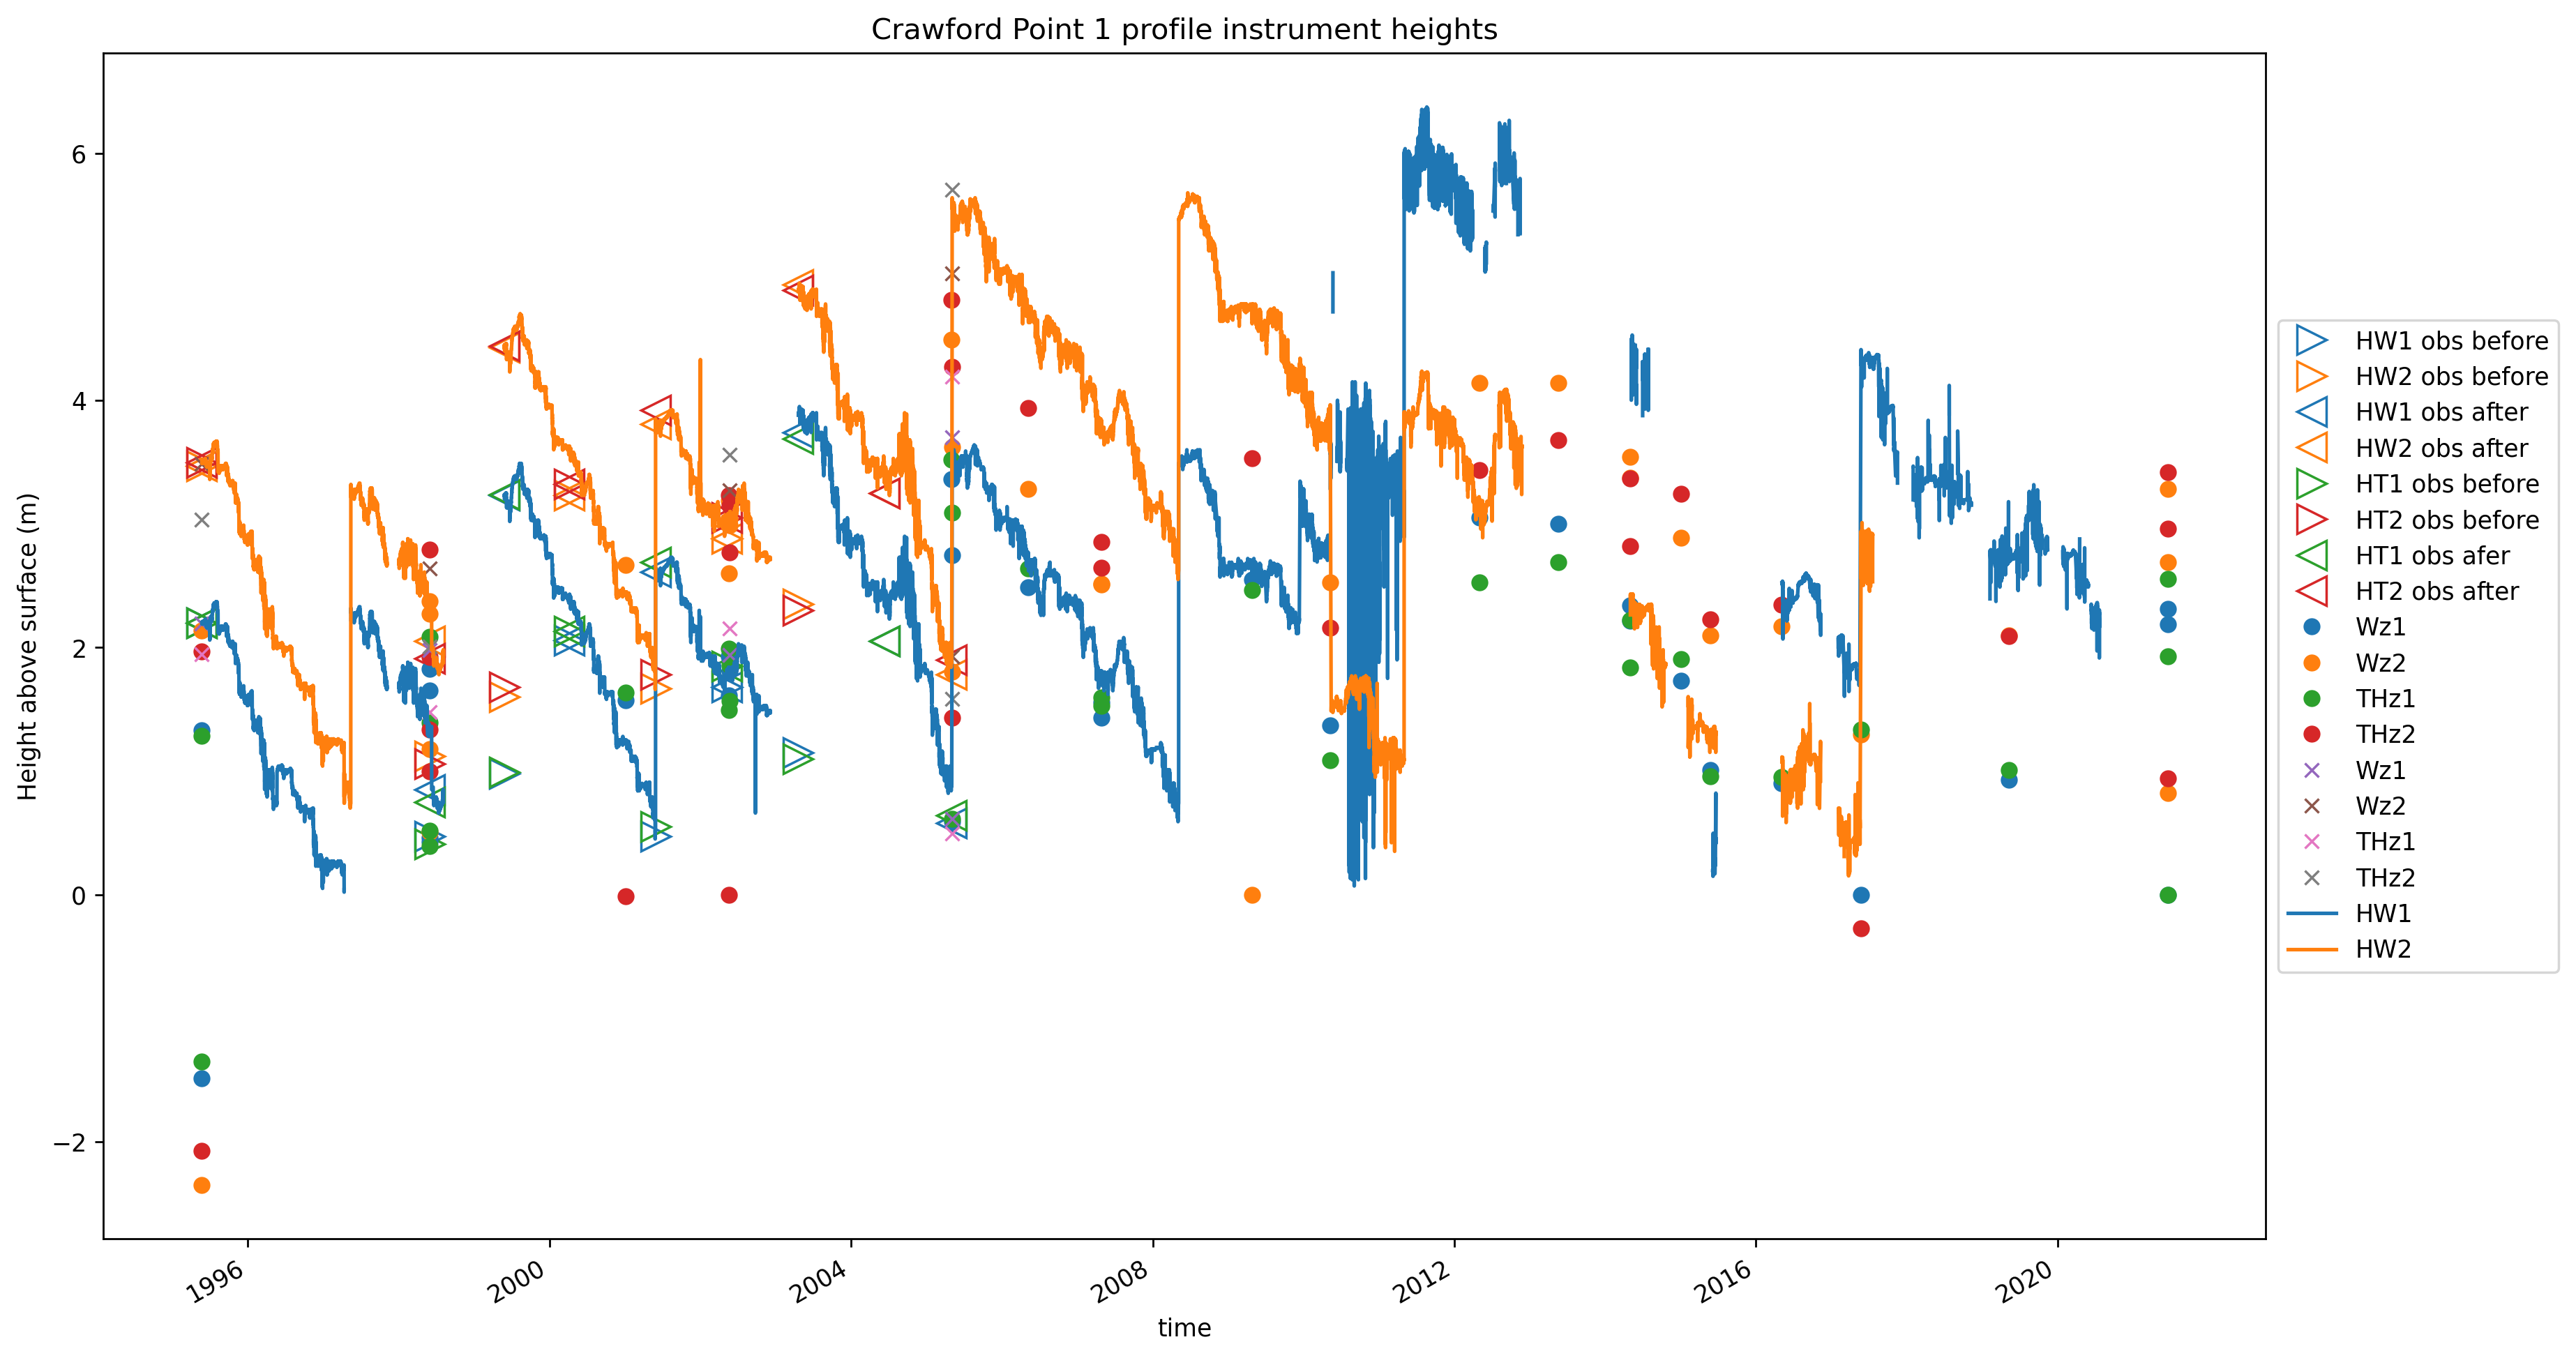 Crawford Point 1 profile instrument heights
Height above surface (m)
6
4
2
0
−2
1996
2000
2004
2008
2012
2016
2020
time
HW1 obs before
HW2 obs before
HW1 obs after
HW2 obs after
HT1 obs before
HT2 obs before
HT1 obs afer
HT2 obs after
Wz1
Wz2
THz1
THz2
Wz1
Wz2
THz1
THz2
HW1
HW2